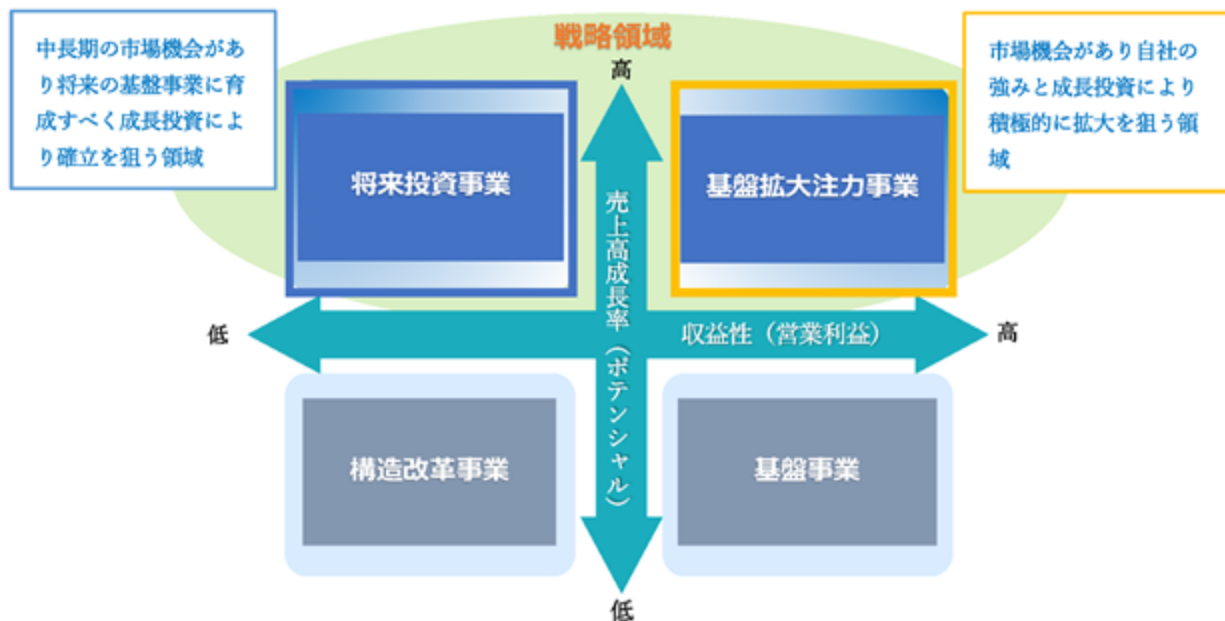 戦略領域
中長期の市場機会があ
り将来の基盤事業に育
成すべく成長投資によ
り確立を狙う領域
市場機会があり自社の
強みと成長投資により
積極的に拡大を狙う領
域
高
将来投資事業
基盤拡大注力事業
売上高成長率（ポテンシャル）
低
収益性（営業利益）
高
構造改革事業
基盤事業
低